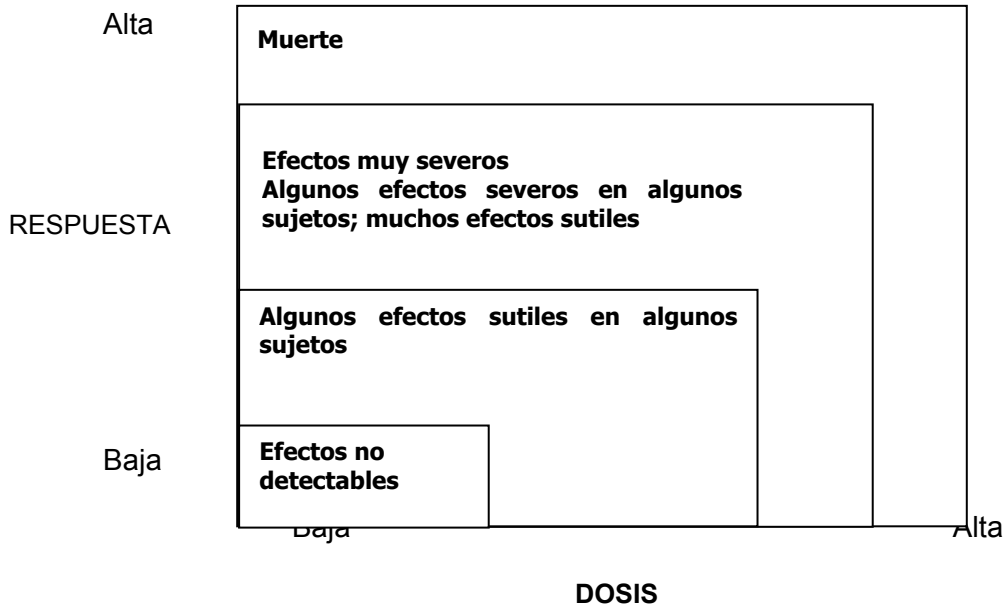 Alta
Muerte
Efectos muy severos
Algunos efectos severos en algunos
sujetos; muchos efectos sutiles
RESPUESTA
Algunos efectos sutiles en algunos
sujetos
Baja
Efectos no
detectables
Baja
Alta
DOSIS